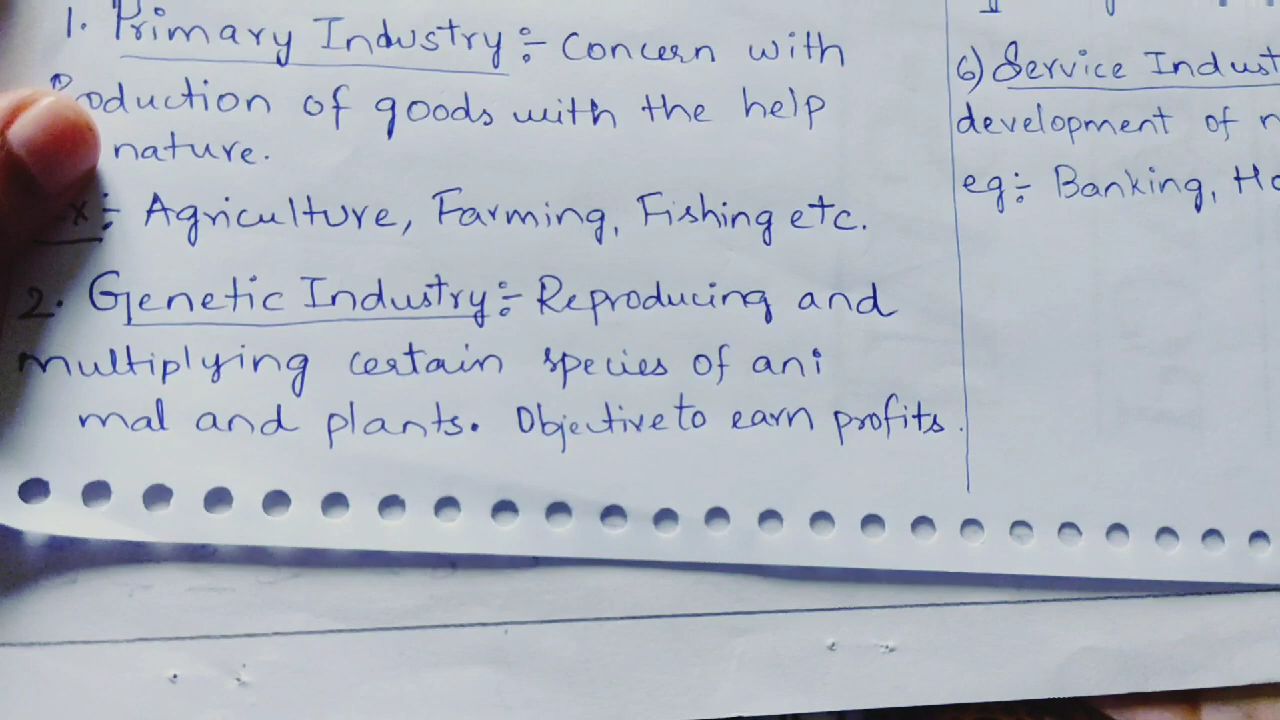 1. Primary Industry :- Concern with
Production of goods with the help
nature.
x:- Agriculture, Farming, Fishing etc.
2. Genetic Industry :- Reproducing and
multiplying certain species of ani
mal and plants. Objective to earn profits.
6) Service Indust
development of n
eg:- Banking, Ho